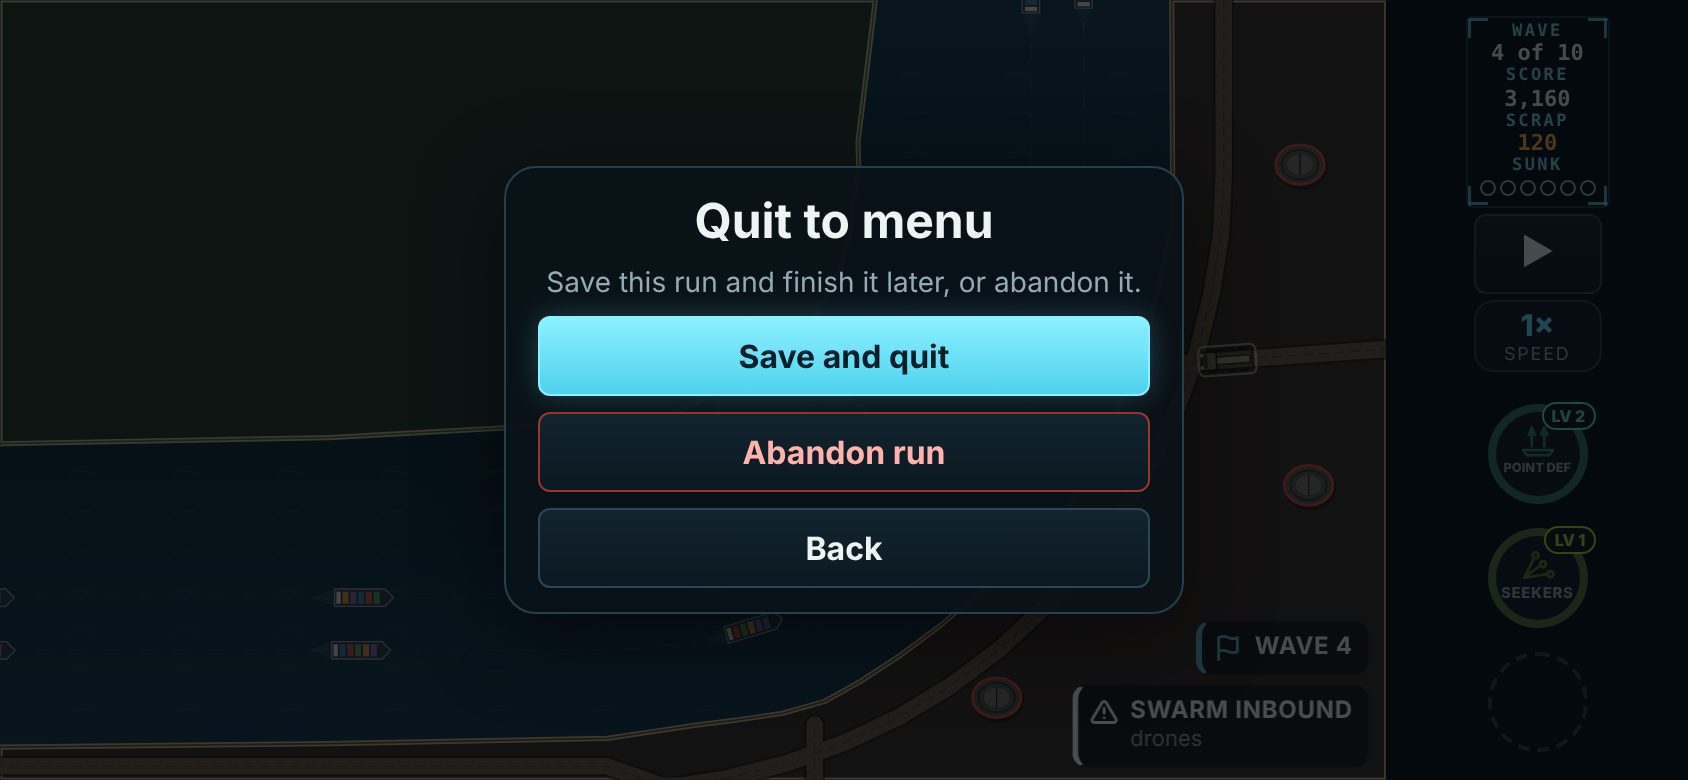 WAVE
4 of 10
SCORE
3,160
SCRAP
120
SUNK
Quit to menu
Save this run and finish it later, or abandon it.
Save and quit
Abandon run
Back
1×
SPEED
LV 2
POINT DEF
LV 1
SEEKERS
WAVE 4
SWARM INBOUND
drones